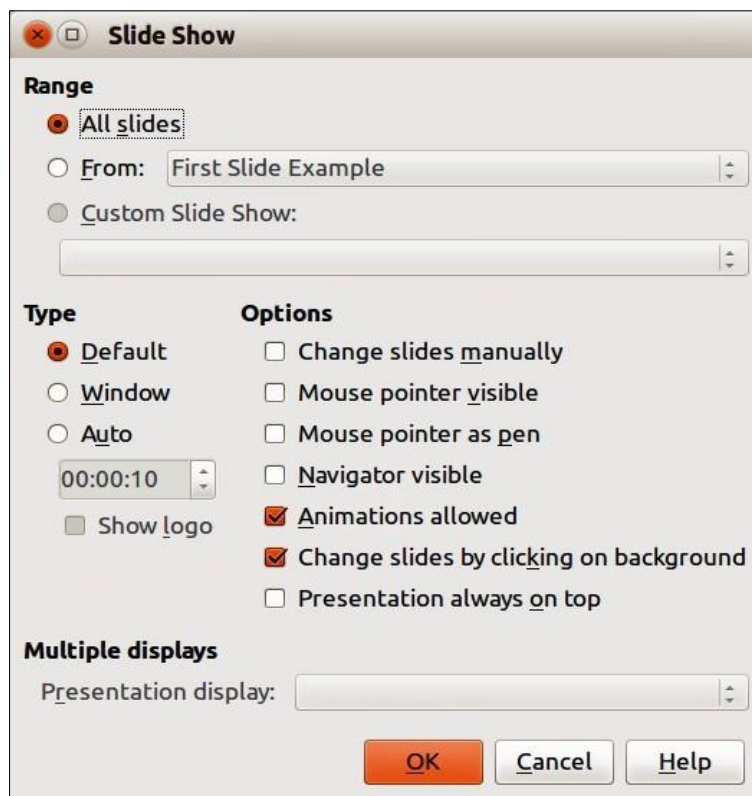 Slide Show
Range
All slides
From: First Slide Example
Custom Slide Show:
Type
Default
Window
Auto
00:00:10
Show logo
Options
Change slides manually
Mouse pointer visible
Mouse pointer as pen
Navigator visible
Animations allowed
Change slides by clicking on background
Presentation always on top
Multiple displays
Presentation display:
OK Cancel Help